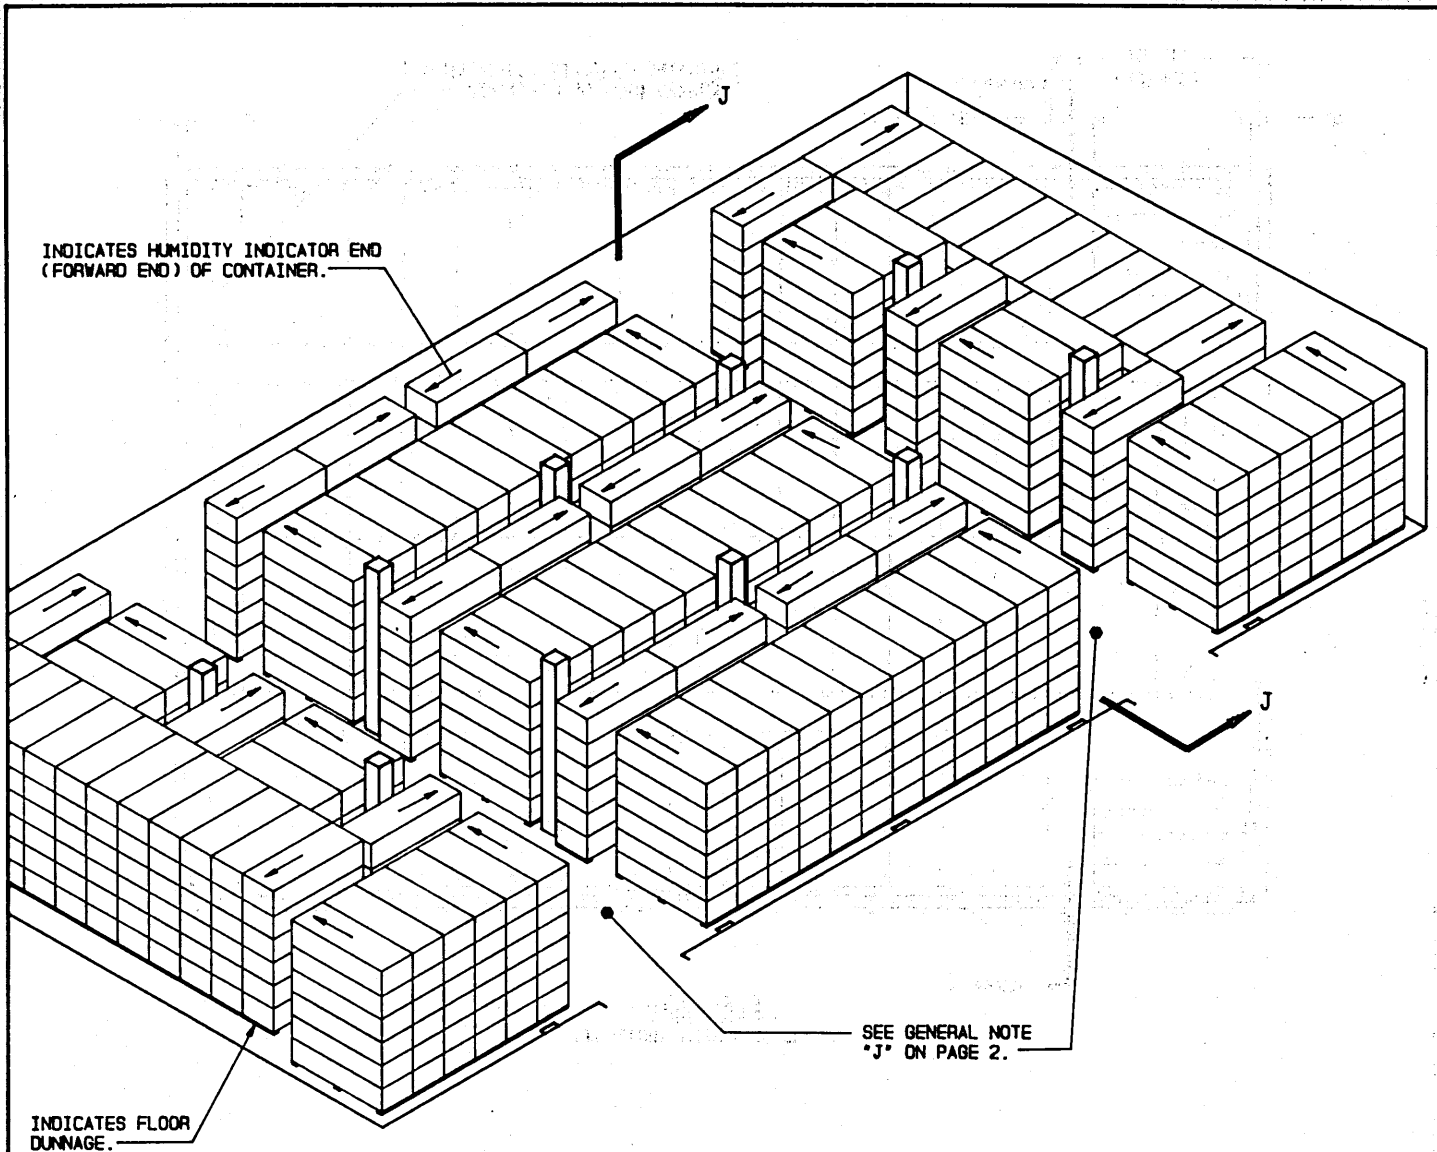 J
INDICATES HUMIDITY INDICATOR END
(FORWARD END) OF CONTAINER.
J
SEE GENERAL NOTE
"J" ON PAGE 2.
INDICATES FLOOR
DUNNAGE.